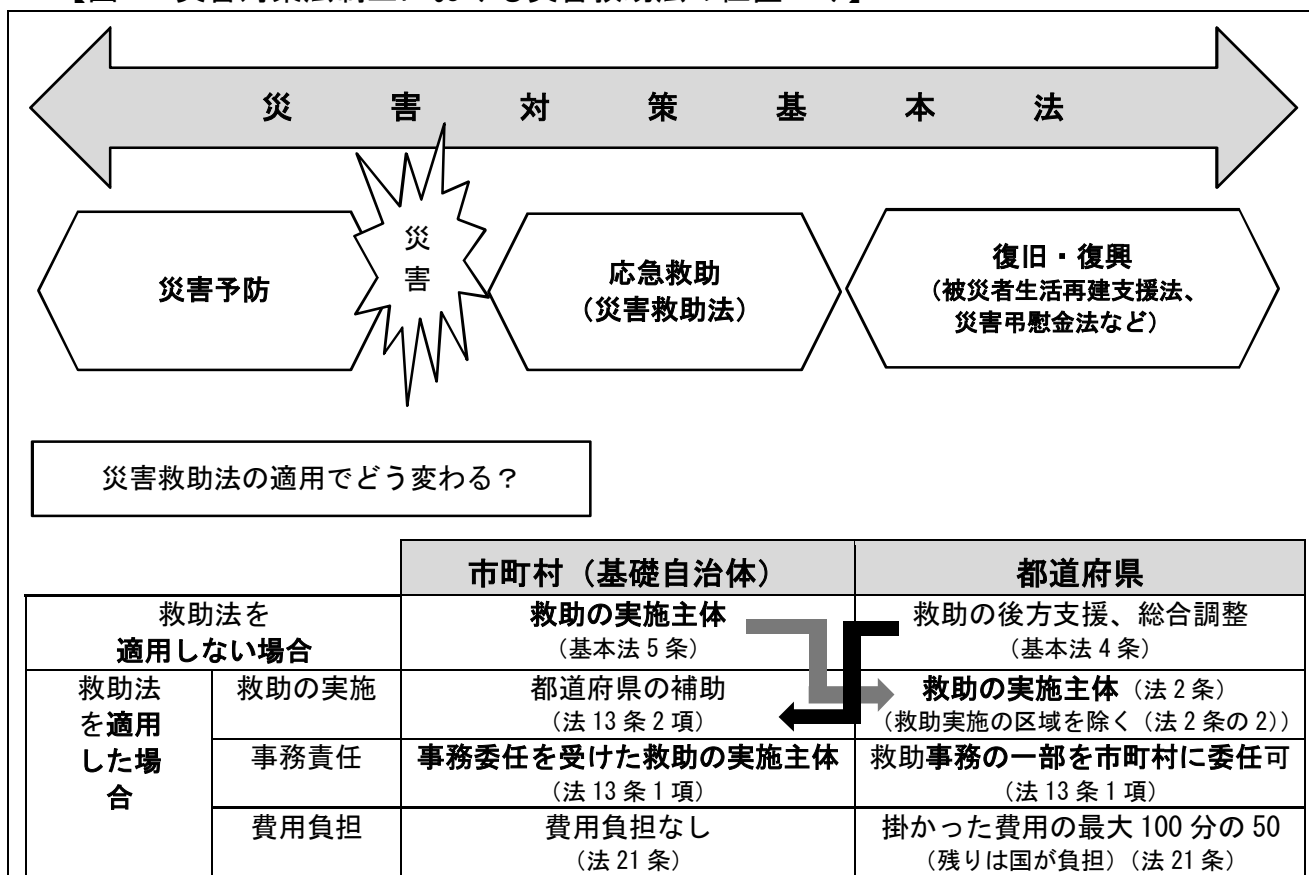 災害対策基本法
災害
災害予防
応急救助
（災害救助法）
復旧・復興
（被災者生活再建支援法、
災害弔慰金法など）
災害救助法の適用でどう変わる？
市町村（基礎自治体）
都道府県
救助法を
適用しない場合
救助の実施主体
（基本法5条）
救助の後方支援、総合調整
（基本法4条）
救助法
を適用
した場
合
救助の実施
都道府県の補助
（法13条2項）
救助の実施主体（法2条）
（救助実施の区域を除く（法2条の2））
事務責任
事務委任を受けた救助の実施主体
（法13条1項）
救助事務の一部を市町村に委任可
（法13条1項）
費用負担
費用負担なし
（法21条）
掛かった費用の最大100分の50
（残りは国が負担）（法21条）